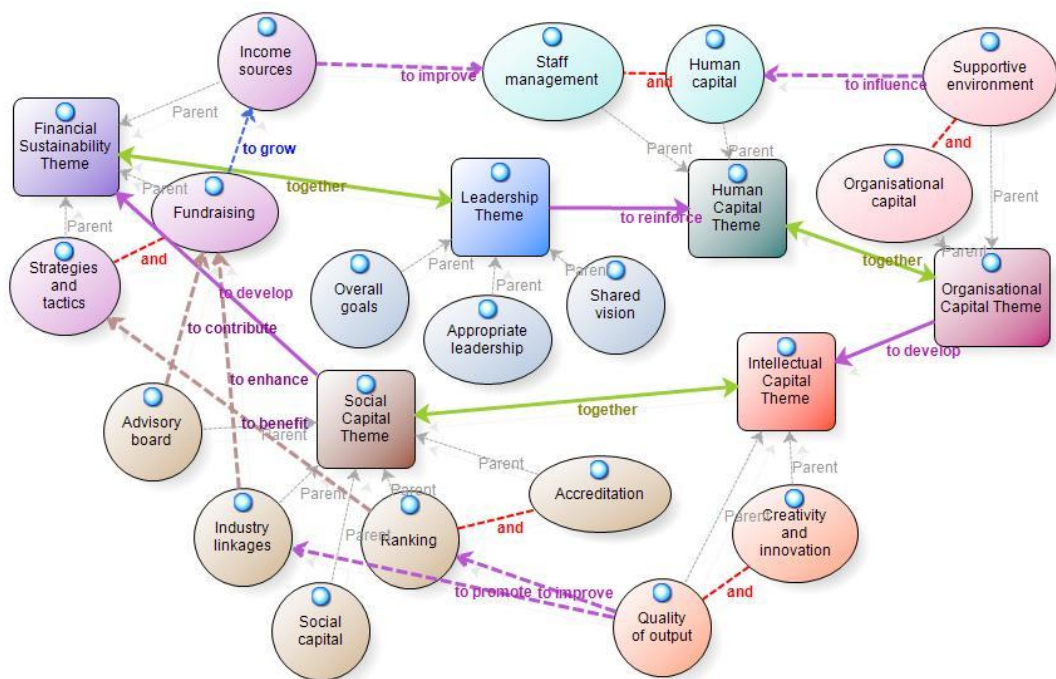 Income
sources
to improve
Staff
management
and
Human
capital
to influence
Supportive
environment
Parent
Financial
Sustainability
Theme
to grow
and
Parent
Parent
Parent
Organisational
capital
Parent
together
Leadership
Theme
to reinforce
Human
Capital
Theme
Parent
Fundraising
Parent
Parent
and
Strategies
and tactics
Parent
Parent
together
to develop
Overall
goals
Parent
Shared
vision
Organisational
Capital Theme
to contribute
Appropriate
leadership
to develop
Intellectual
Capital
Theme
to enhance
Social
Capital
Theme
together
Advisory
board
to benefit
Parent
Parent
Parent
Parent
Accreditation
Parent
Industry
linkages
Parent
Ranking
and
Parent
Creativity
and
innovation
to promote
to improve
and
Social
capital
Quality
of output